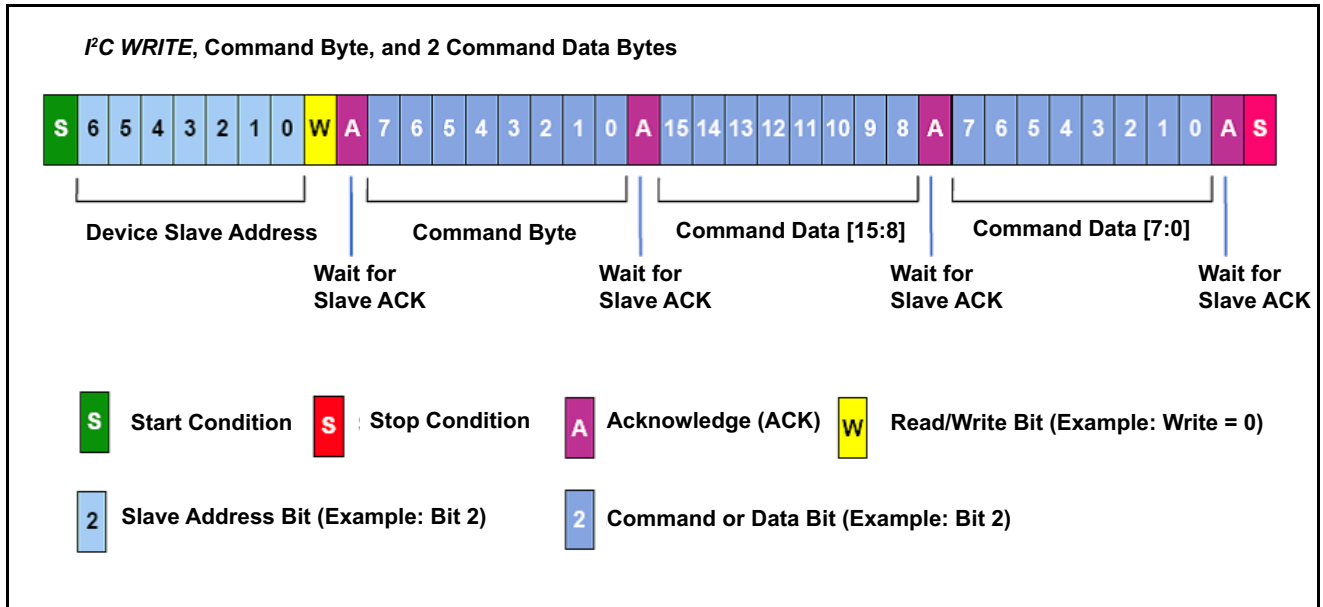 I²C WRITE, Command Byte, and 2 Command Data Bytes
S 6 5 4 3 2 1 0 W A 7 6 5 4 3 2 1 0 A 15 14 13 12 11 10 9 8 A 7 6 5 4 3 2 1 0 A S
Device Slave Address Command Byte Command Data [15:8] Command Data [7:0]
Wait for Wait for Wait for Wait for
Slave ACK Slave ACK Slave ACK Slave ACK
S Start Condition S : Stop Condition A Acknowledge (ACK) W Read/Write Bit (Example: Write = 0)
2 Slave Address Bit (Example: Bit 2) 2 Command or Data Bit (Example: Bit 2)